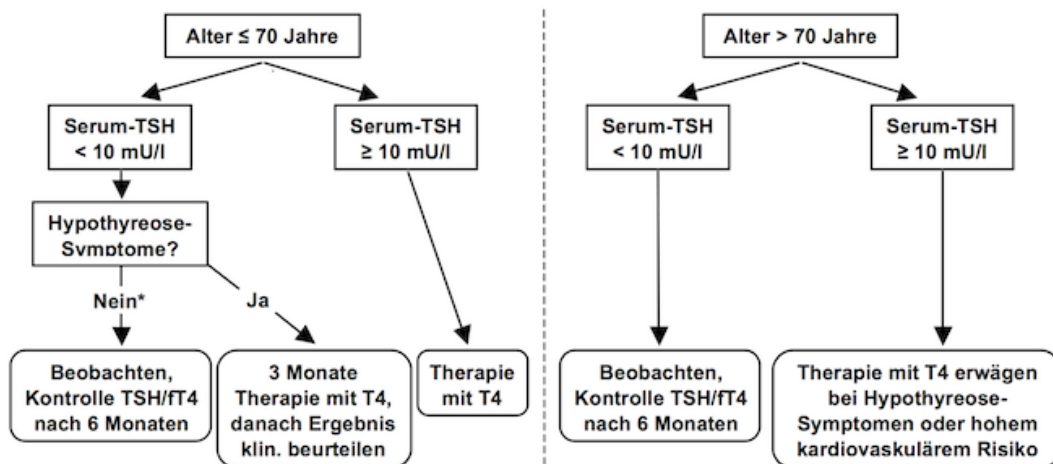 Alter ≤ 70 Jahre
Serum-TSH
< 10 mU/l
Serum-TSH
≥ 10 mU/l
Hypothyreose-
Symptome?
Nein*
Ja
Beobachten,
Kontrolle TSH/fT4
nach 6 Monaten
3 Monate
Therapie mit T4,
danach Ergebnis
klin. beurteilen
Therapie
mit T4
Alter > 70 Jahre
Serum-TSH
< 10 mU/l
Serum-TSH
≥ 10 mU/l
Beobachten,
Kontrolle TSH/fT4
nach 6 Monaten
Therapie mit T4 erwägen
bei Hypothyreose-
Symptomen oder hohem
kardiovaskulärem Risiko